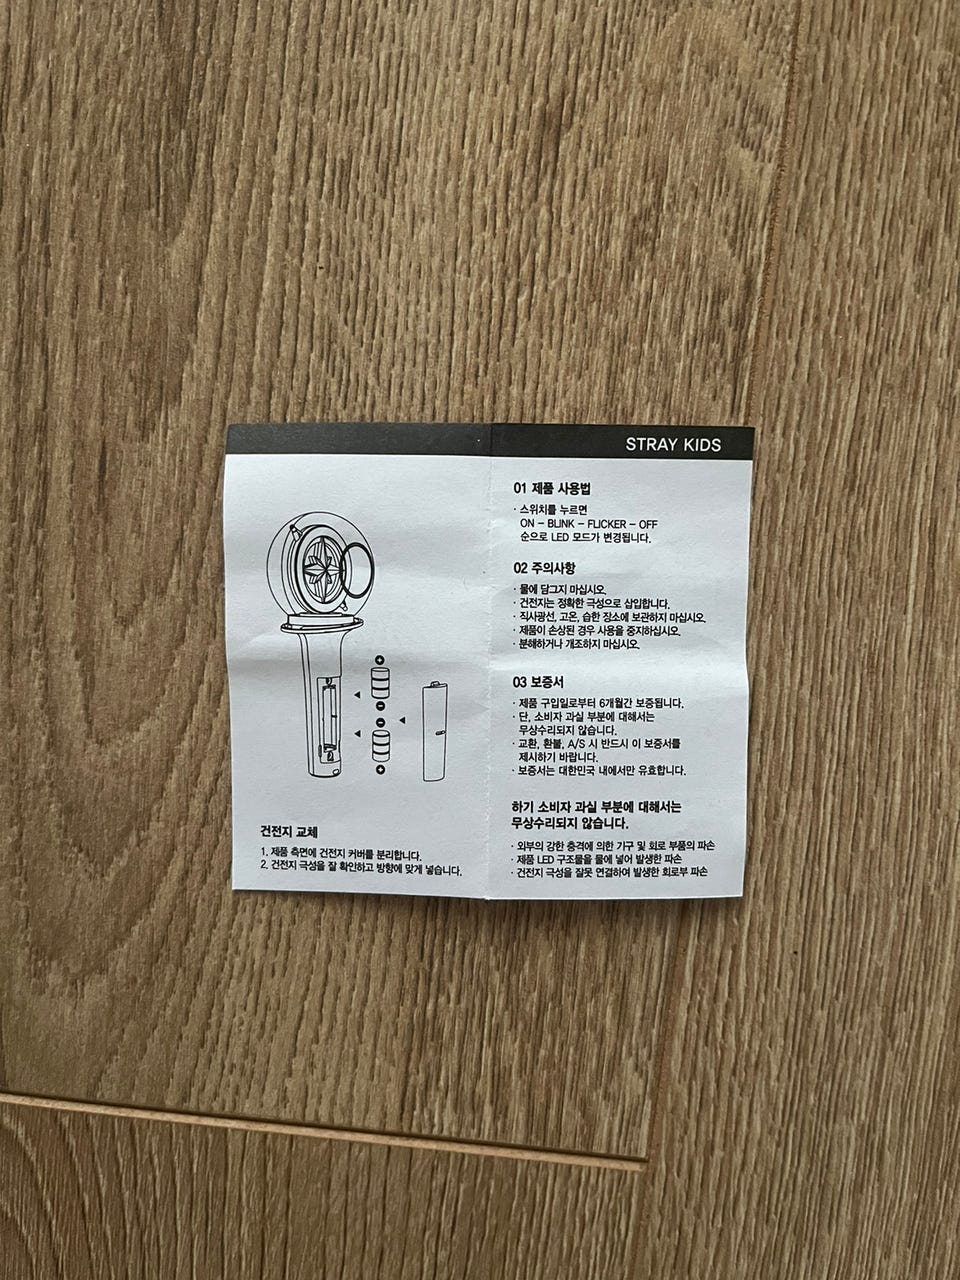 STRAY KIDS
건전지 교체
1. 제품 측면에 건전지 커버를 분리합니다.
2. 건전지 극성을 잘 확인하고 방향에 맞게 넣습니다.
01 제품 사용법
· 스위치를 누르면
ON – BLINK – FLICKER – OFF
순으로 LED 모드가 변경됩니다.
02 주의사항
· 물에 담그지 마십시오.
· 건전지는 정확한 극성으로 삽입합니다.
· 직사광선, 고온, 습한 장소에 보관하지 마십시오.
· 제품이 손상된 경우 사용을 중지하십시오.
· 분해하거나 개조하지 마십시오.
03 보증서
· 제품 구입일로부터 6개월간 보증됩니다.
· 단, 소비자 과실 부분에 대해서는
무상수리되지 않습니다.
· 교환, 환불, A/S 시 반드시 이 보증서를
제시하기 바랍니다.
· 보증서는 대한민국 내에서만 유효합니다.
하기 소비자 과실 부분에 대해서는
무상수리되지 않습니다.
· 외부의 강한 충격에 의한 기구 및 회로 부품의 파손
· 제품 LED 구조물을 물에 넣어 발생한 파손
· 건전지 극성을 잘못 연결하여 발생한 회로부 파손